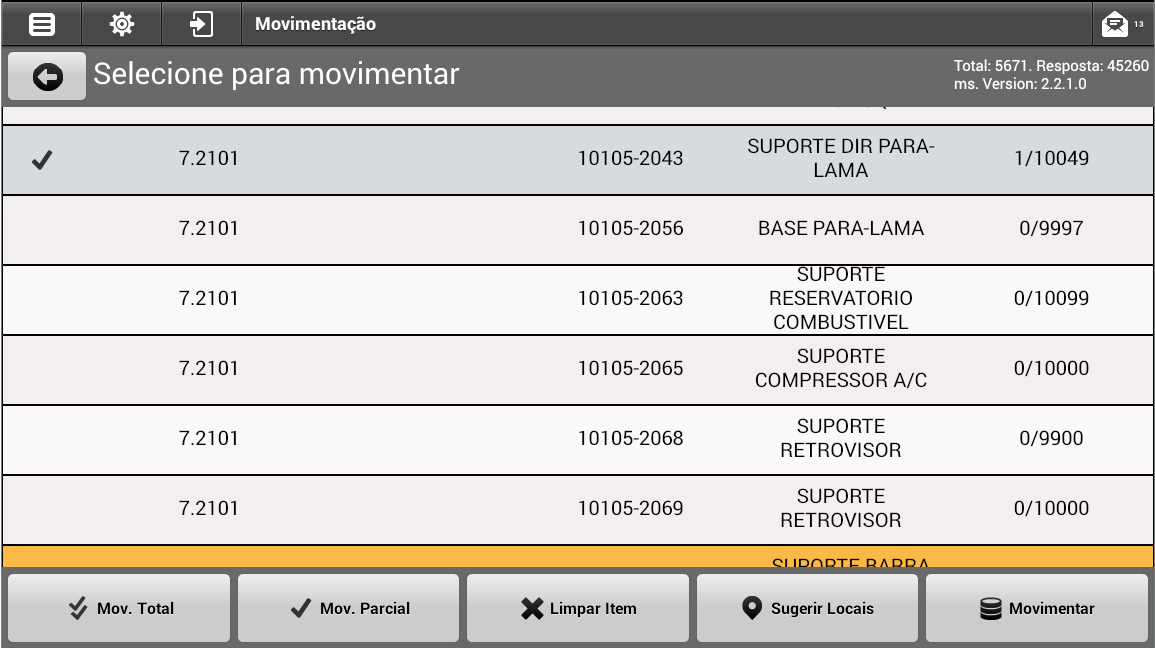 Movimentação
13
Selecione para movimentar
Total: 5671. Resposta: 45260
ms. Version: 2.2.1.0
7.2101 10105-2043 SUPORTE DIR PARA-
LAMA 1/10049
7.2101 10105-2056 BASE PARA-LAMA 0/9997
7.2101 10105-2063 SUPORTE
RESERVATORIO
COMBUSTIVEL 0/10099
7.2101 10105-2065 SUPORTE
COMPRESSOR A/C 0/10000
7.2101 10105-2068 SUPORTE
RETROVISOR 0/9900
7.2101 10105-2069 SUPORTE
RETROVISOR 0/10000
SUPORTE BARRA
Mov. Total
Mov. Parcial
Limpar Item
Sugerir Locais
Movimentar